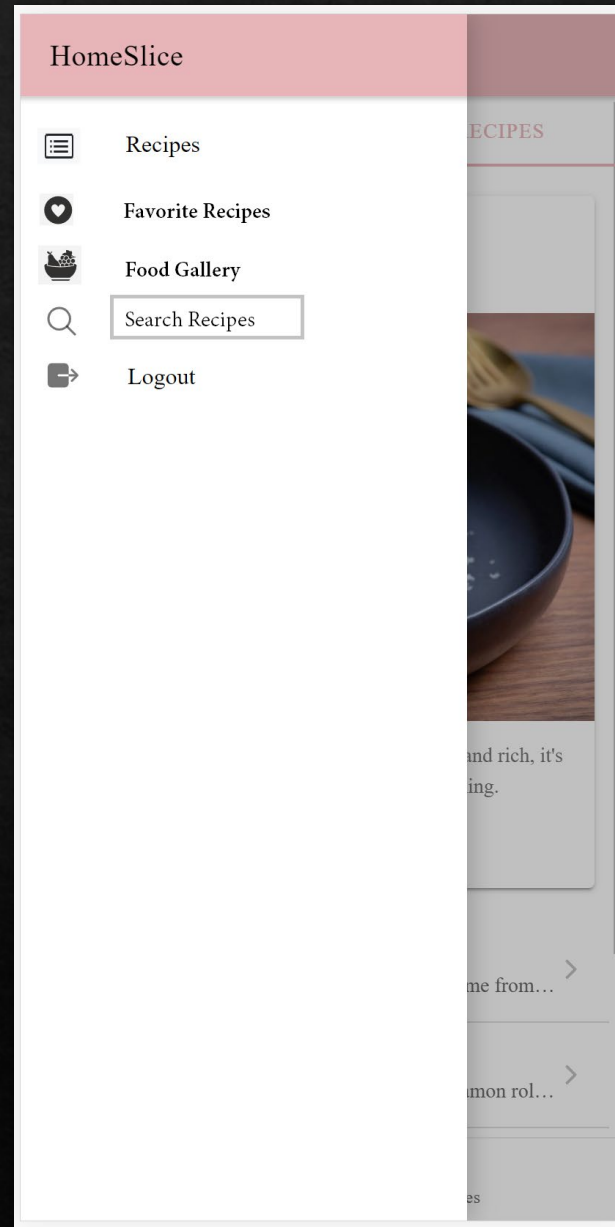 HomeSlice
ECIPES
Recipes
Favorite Recipes
Food Gallery
Search Recipes
Logout
and rich, it's
ing.
me from...
mon rol...
es